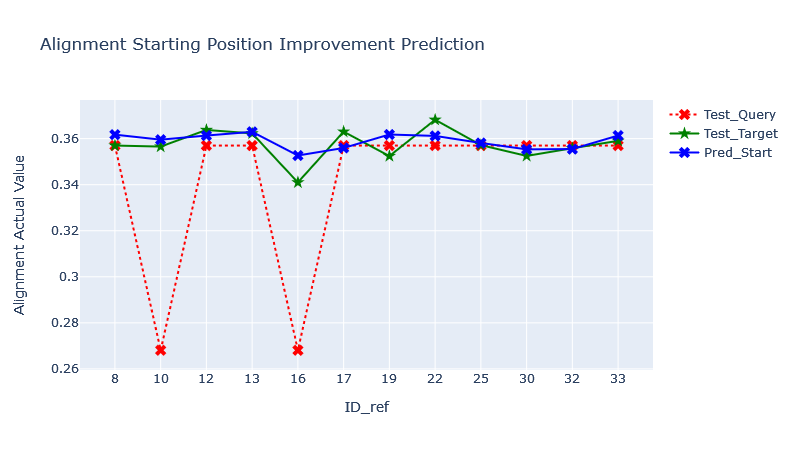 Alignment Starting Position Improvement Prediction
Test_Query
Test_Target
Pred_Start
Alignment Actual Value
0.36
0.34
0.32
0.3
0.28
0.26
8 10 12 13 16 17 19 22 25 30 32 33
ID_ref